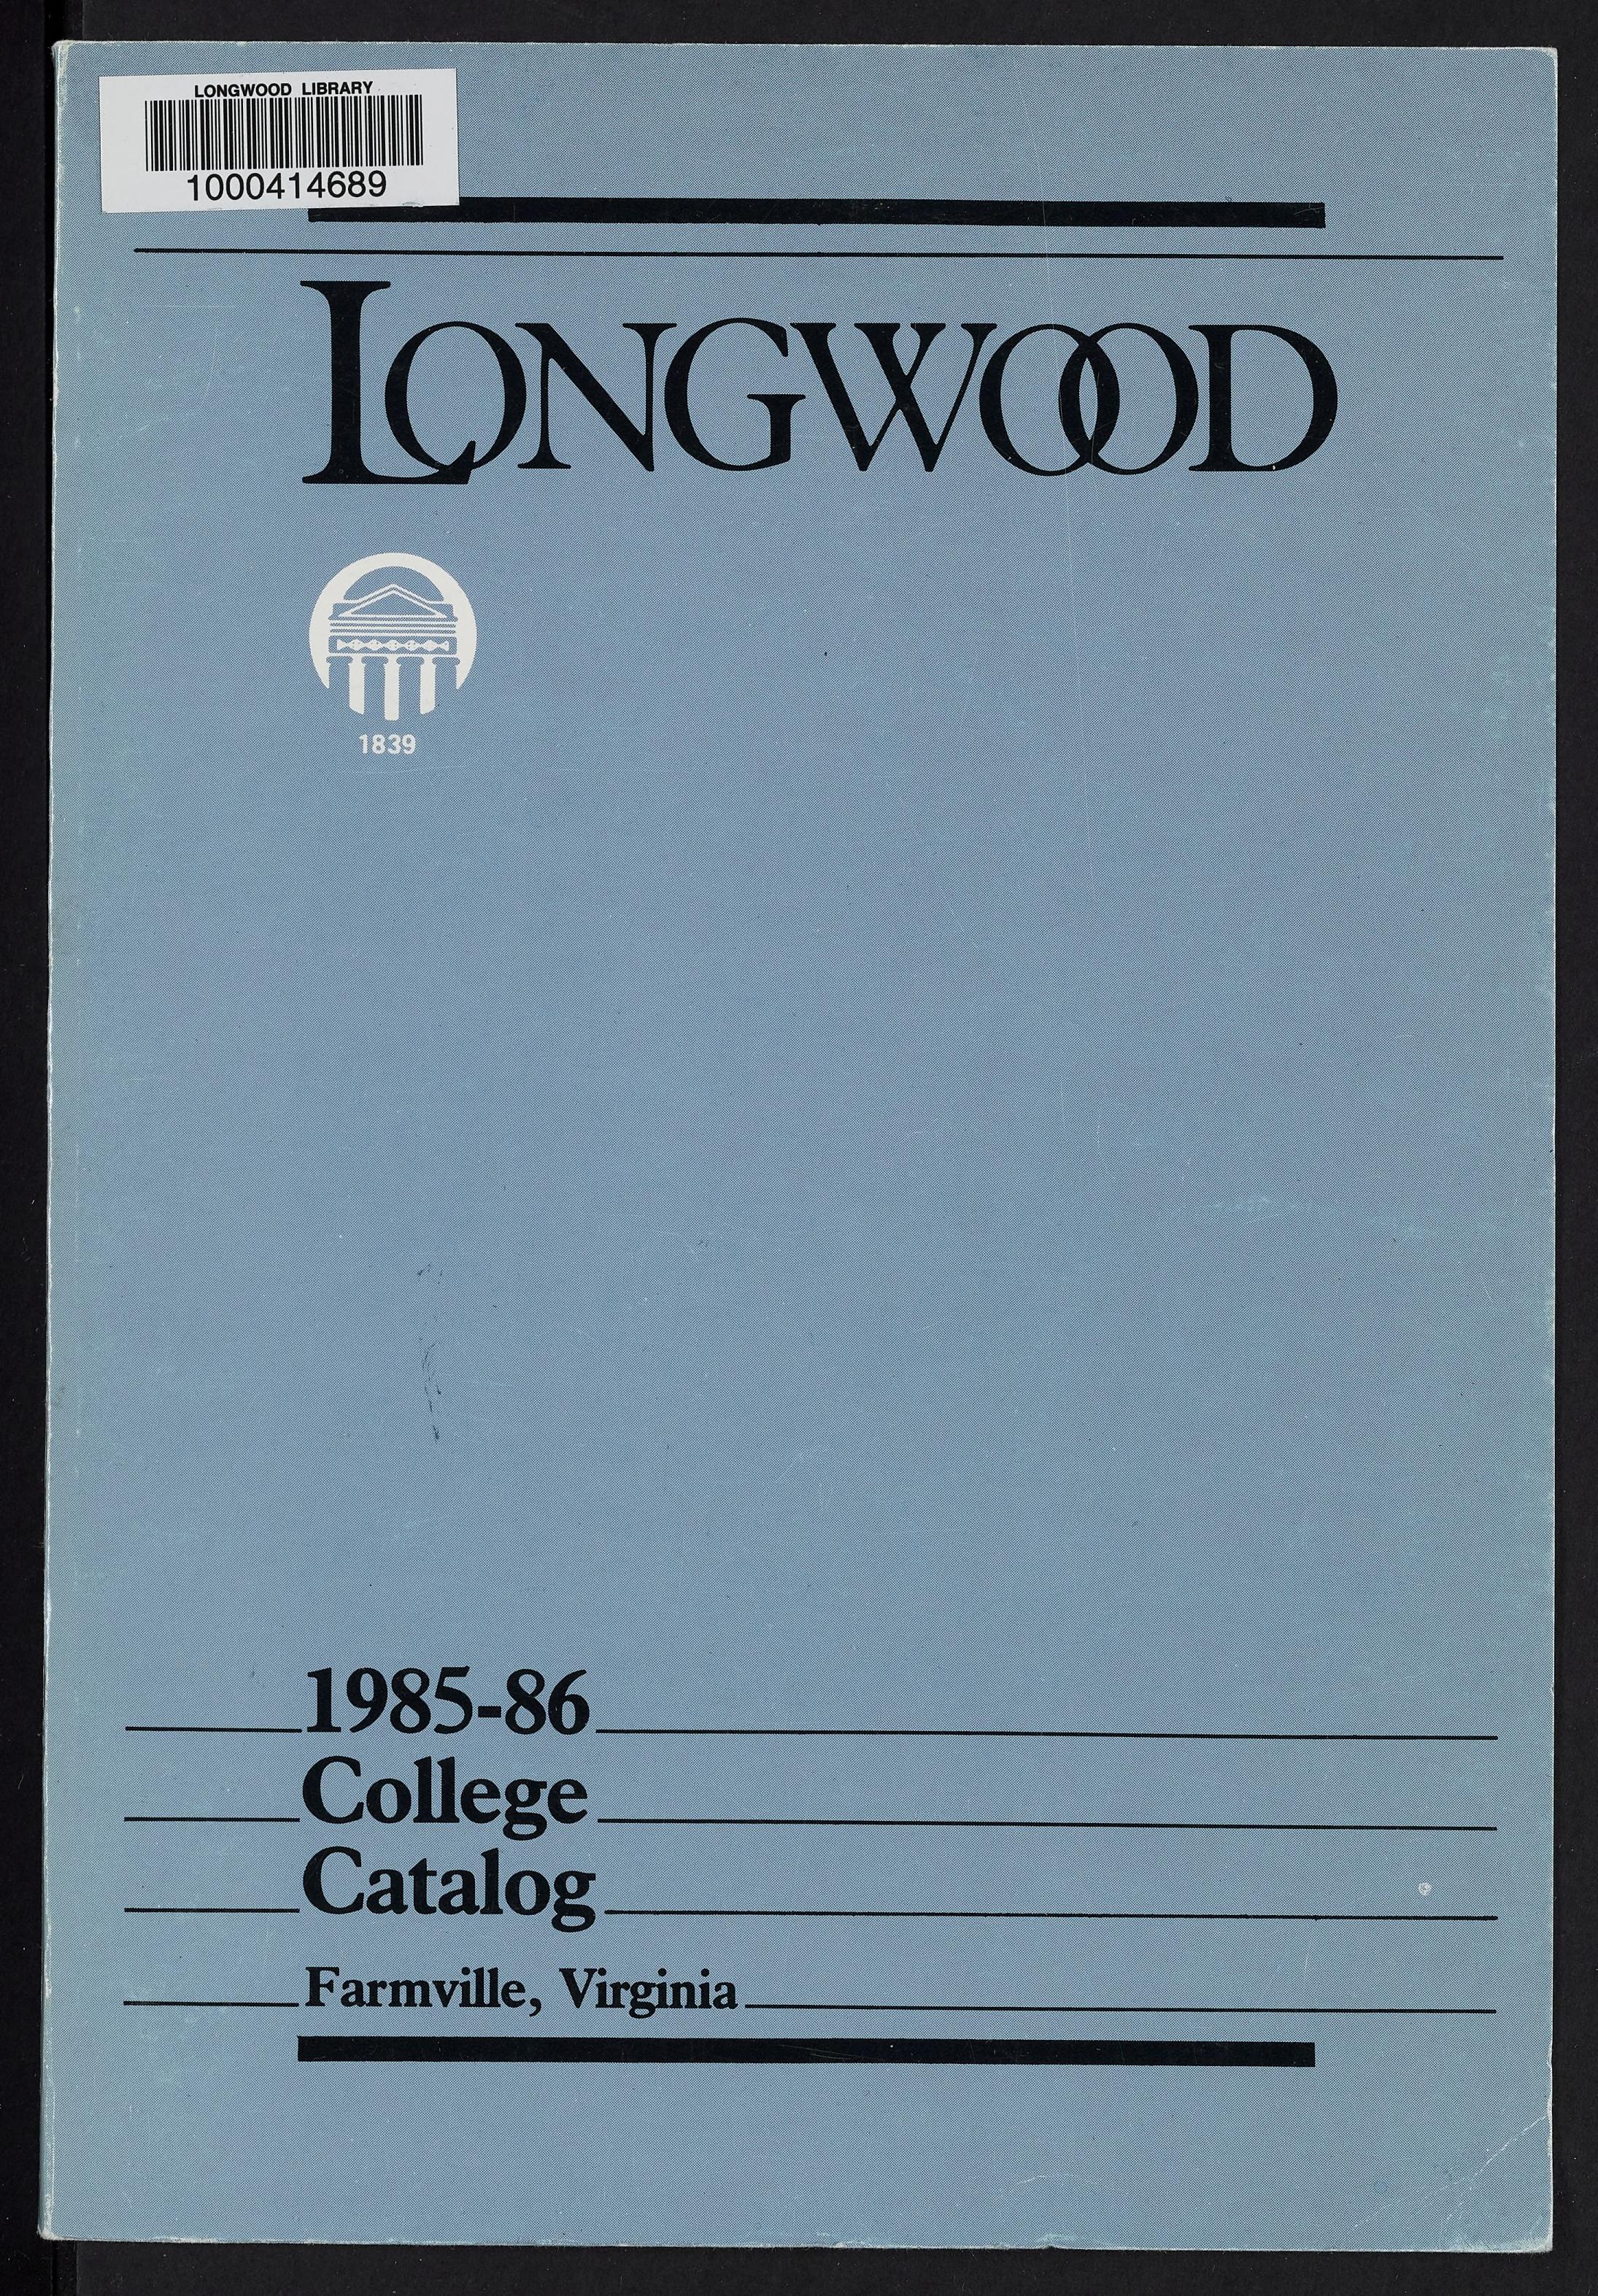 LONGWOOD LIBRARY
1000414689
LONGWOOD
1839
1985-86
College
Catalog
Farmville, Virginia